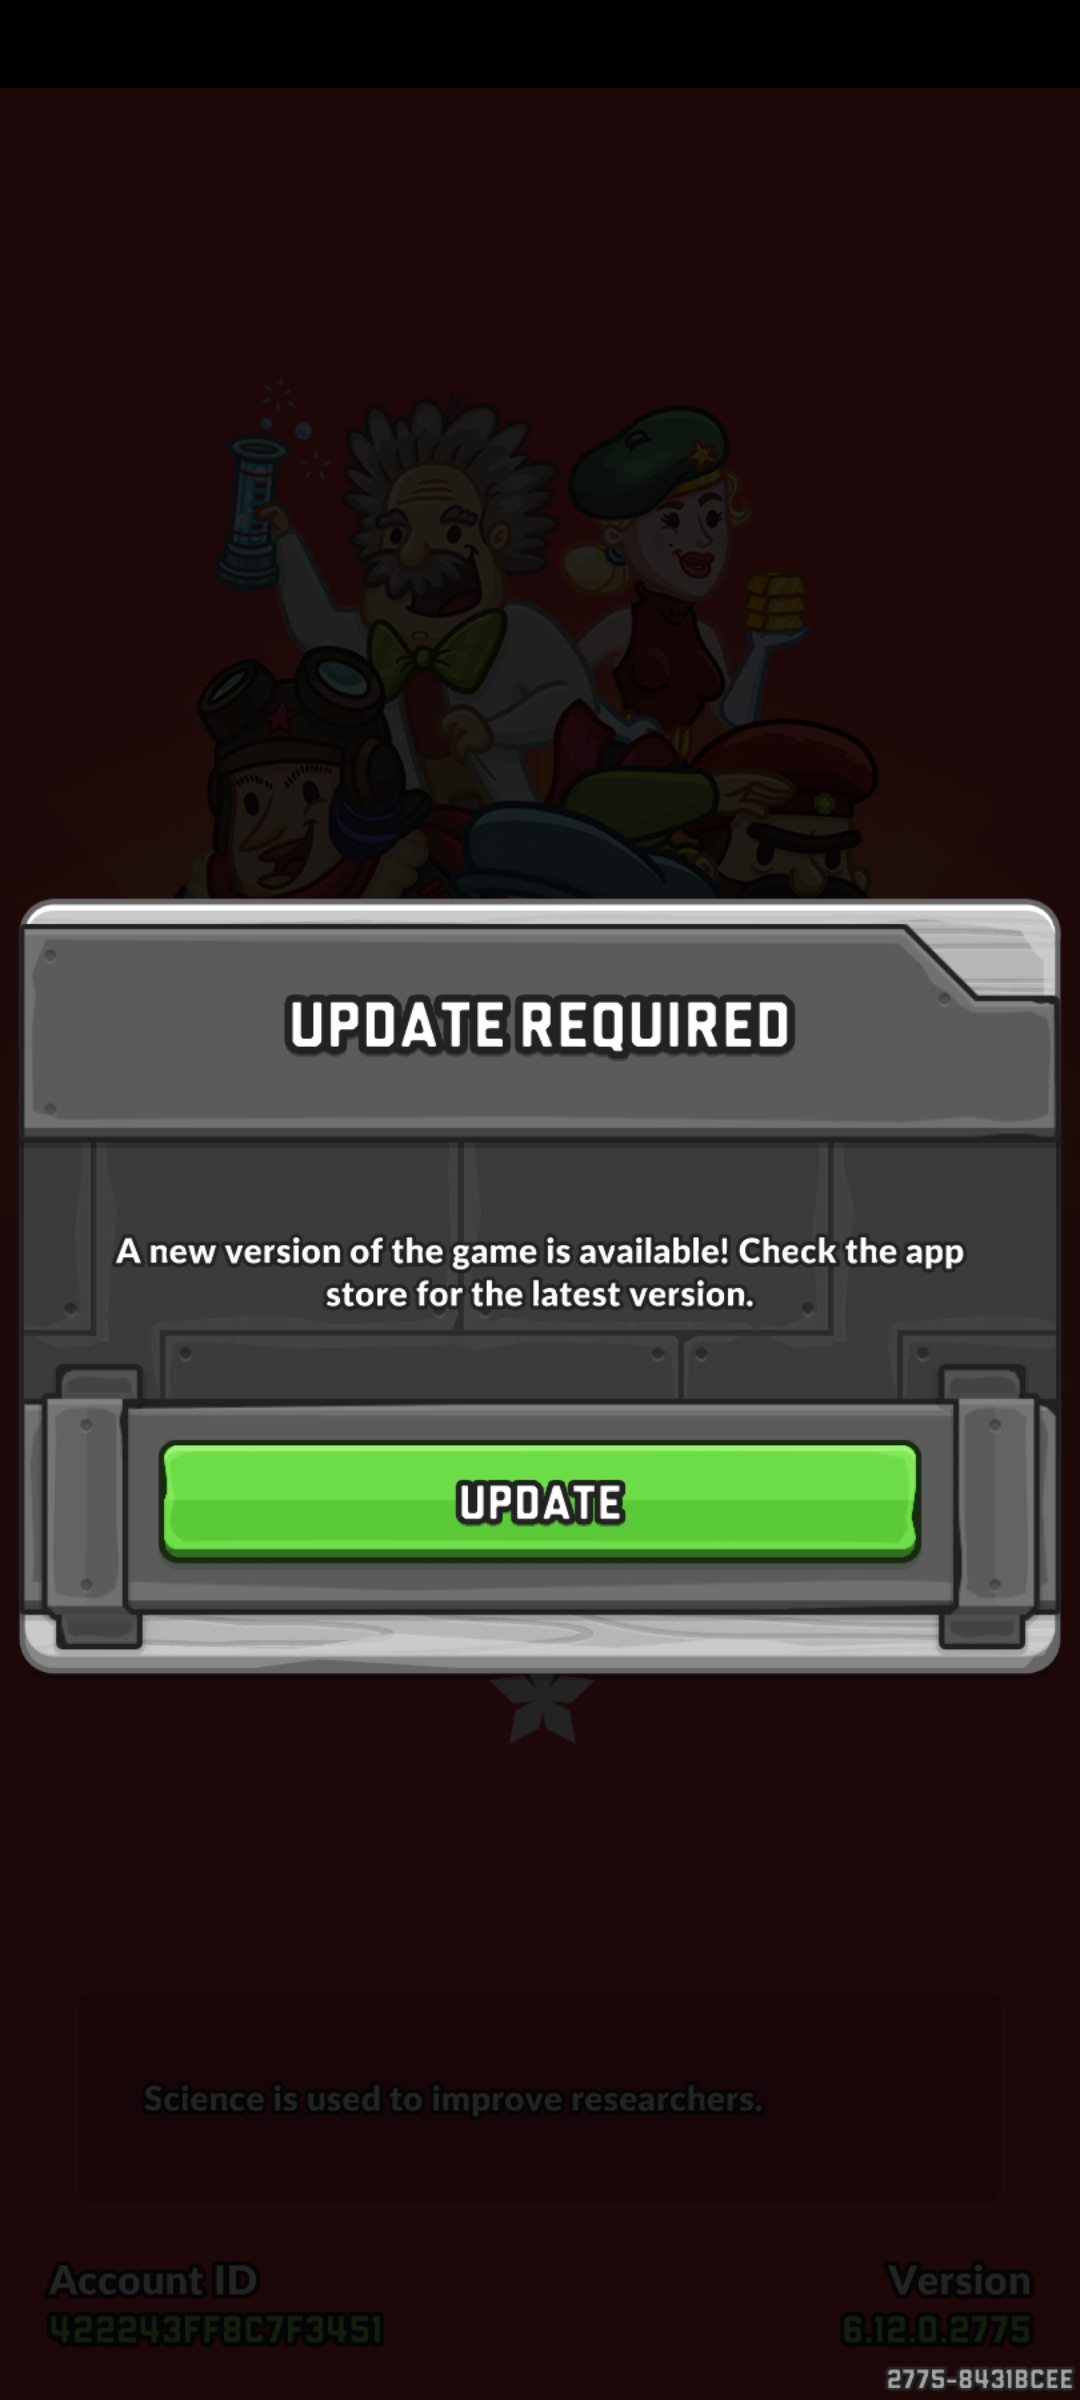 UPDATE REQUIRED
A new version of the game is available! Check the app
store for the latest version.
UPDATE
Science is used to improve researchers.
Account ID
Version
422243FF8C7F3451
6.12.0.2775
2775-8431BCEE